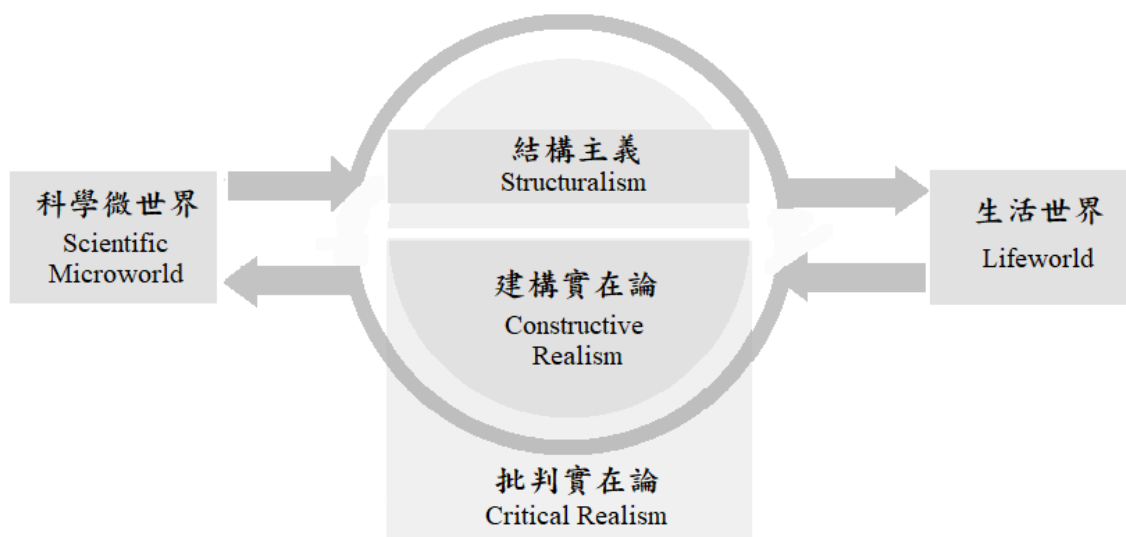 結構主義
Structuralism
科學微世界
Scientific
Microworld
生活世界
Lifeworld
建構實在論
Constructive
Realism
批判實在論
Critical Realism